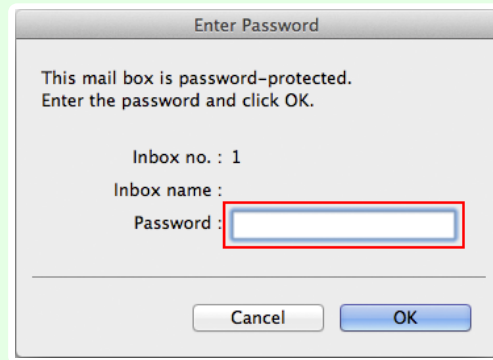 Enter Password
This mail box is password-protected.
Enter the password and click OK.
Inbox no. : 1
Inbox name :
Password :
Cancel OK